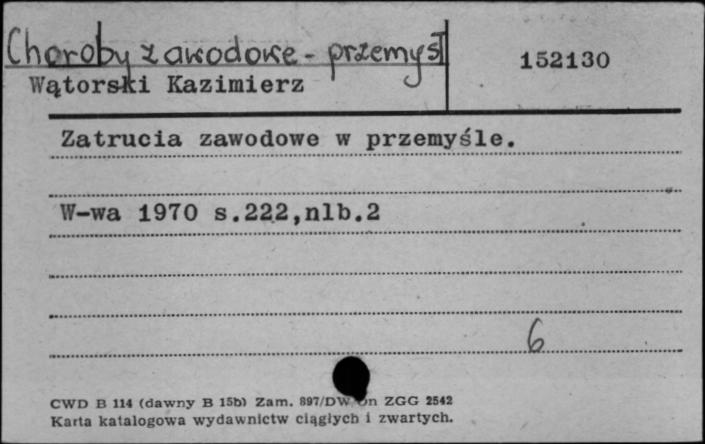 Choroby zawodowe - przemysł
152130
Wątorski Kazimierz
Zatrucia zawodowe w przemyśle.
W-wa 1970 s.222,nlb.2
6
CWD B 114 (dawny B 15b) Zam. 897/DW ZGG 2542
Karta katalogowa wydawnictw ciągłych i zwartych.